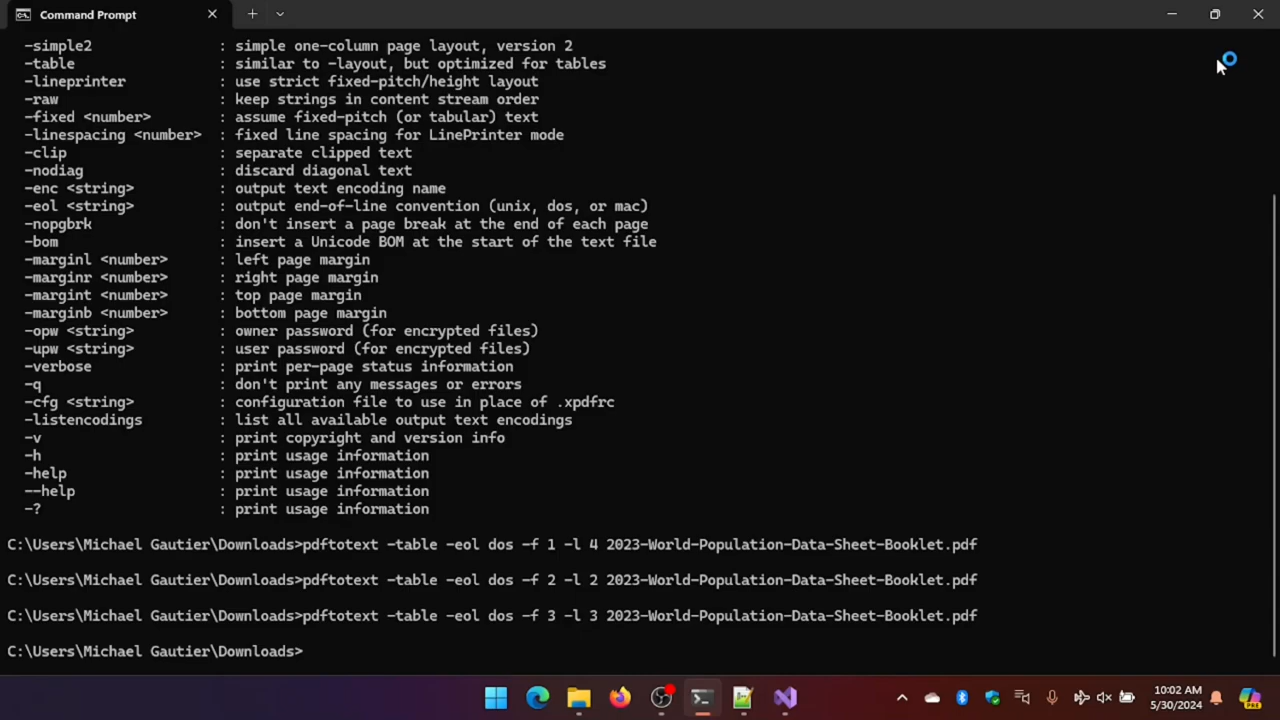 Command Prompt
-simple2 : simple one-column page layout, version 2
-table : similar to -layout, but optimized for tables
-lineprinter : use strict fixed-pitch/height layout
-raw : keep strings in content stream order
-fixed <number> : assume fixed-pitch (or tabular) text
-linespacing <number> : fixed line spacing for LinePrinter mode
-clip : separate clipped text
-nodiag : discard diagonal text
-enc <string> : output text encoding name
-eol <string> : output end-of-line convention (unix, dos, or mac)
-nopgbrk : don't insert a page break at the end of each page
-bom : insert a Unicode BOM at the start of the text file
-marginl <number> : left page margin
-marginr <number> : right page margin
-margint <number> : top page margin
-marginb <number> : bottom page margin
-opw <string> : owner password (for encrypted files)
-upw <string> : user password (for encrypted files)
-verbose : print per-page status information
-q : don't print any messages or errors
-cfg <string> : configuration file to use in place of .xpdfrc
-listencodings : list all available output text encodings
-v : print copyright and version info
-h : print usage information
-help : print usage information
--help : print usage information
-? : print usage information
C:\Users\Michael Gautier\Downloads>pdftotext -table -eol dos -f 1 -l 4 2023-World-Population-Data-Sheet-Booklet.pdf
C:\Users\Michael Gautier\Downloads>pdftotext -table -eol dos -f 2 -l 2 2023-World-Population-Data-Sheet-Booklet.pdf
C:\Users\Michael Gautier\Downloads>pdftotext -table -eol dos -f 3 -l 3 2023-World-Population-Data-Sheet-Booklet.pdf
C:\Users\Michael Gautier\Downloads>
10:02 AM
5/30/2024
PRE